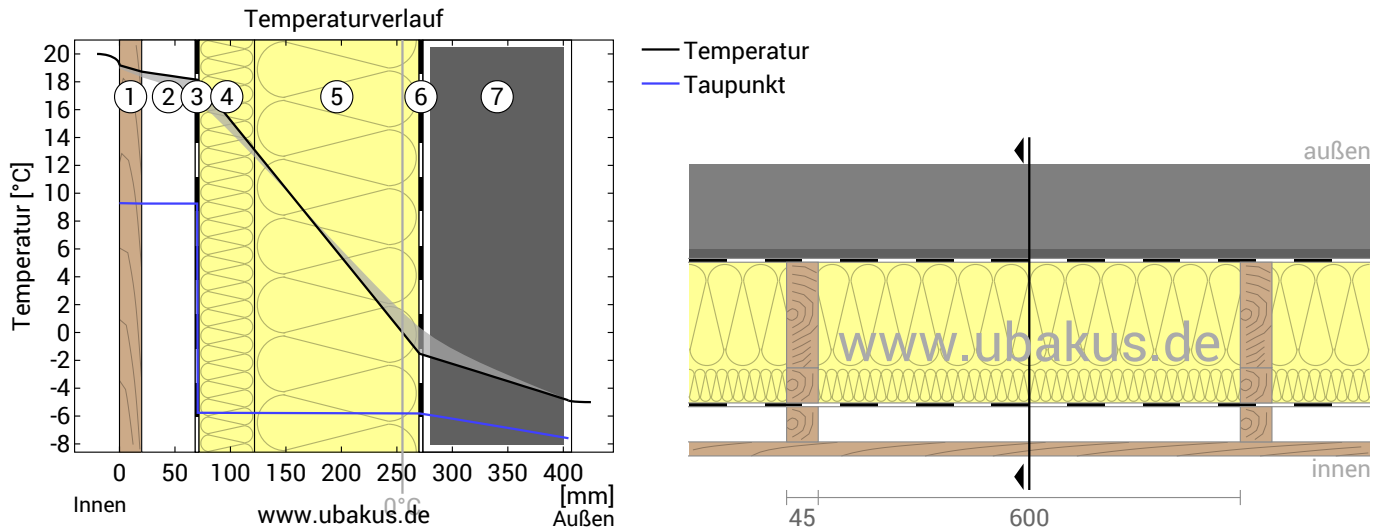 Temperaturverlauf
Temperatur [°C]
20
18
16
14
12
10
8
6
4
2
0
-2
-4
-6
-8
1
2
3
4
5
6
7
0
50
100
150
200
250
300
350
400
[mm]
Innen
0°C
www.ubakus.de
Außen
Temperatur
Taupunkt
außen
www.ubakus.de
innen
45
600